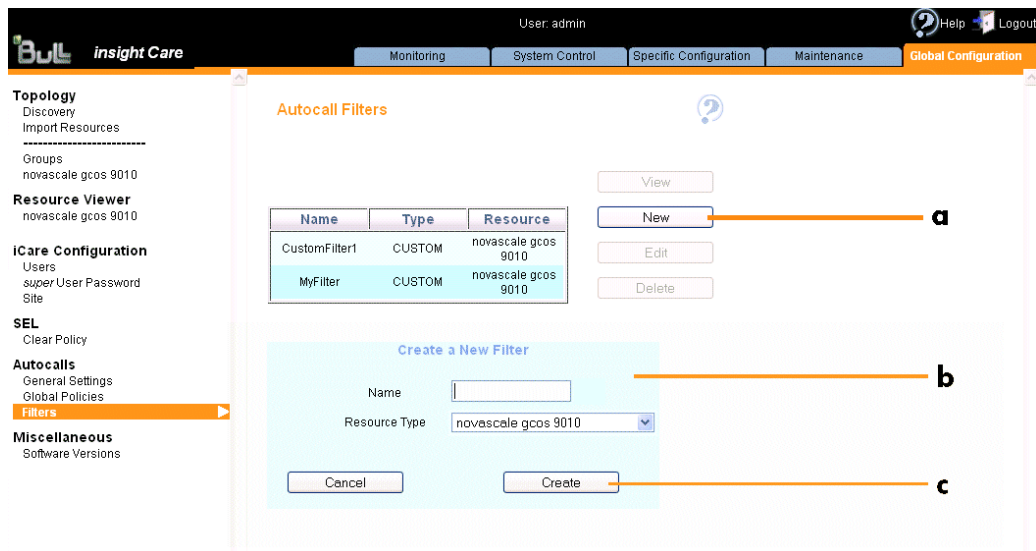 User: admin
Help
Logout
Bull
insight Care
Monitoring
System Control
Specific Configuration
Maintenance
Global Configuration
Topology
Discovery
Import Resources
-------------------------
Groups
novascale gcos 9010
Resource Viewer
novascale gcos 9010
iCare Configuration
Users
super User Password
Site
SEL
Clear Policy
Autocalls
General Settings
Global Policies
Filters
Miscellaneous
Software Versions
Autocall Filters
?
View
Name Type Resource
New
a
CustomFilter1 CUSTOM novascale gcos
9010
Edit
MyFilter CUSTOM novascale gcos
9010
Delete
Create a New Filter
b
Name
Resource Type novascale gcos 9010
Cancel
Create
c